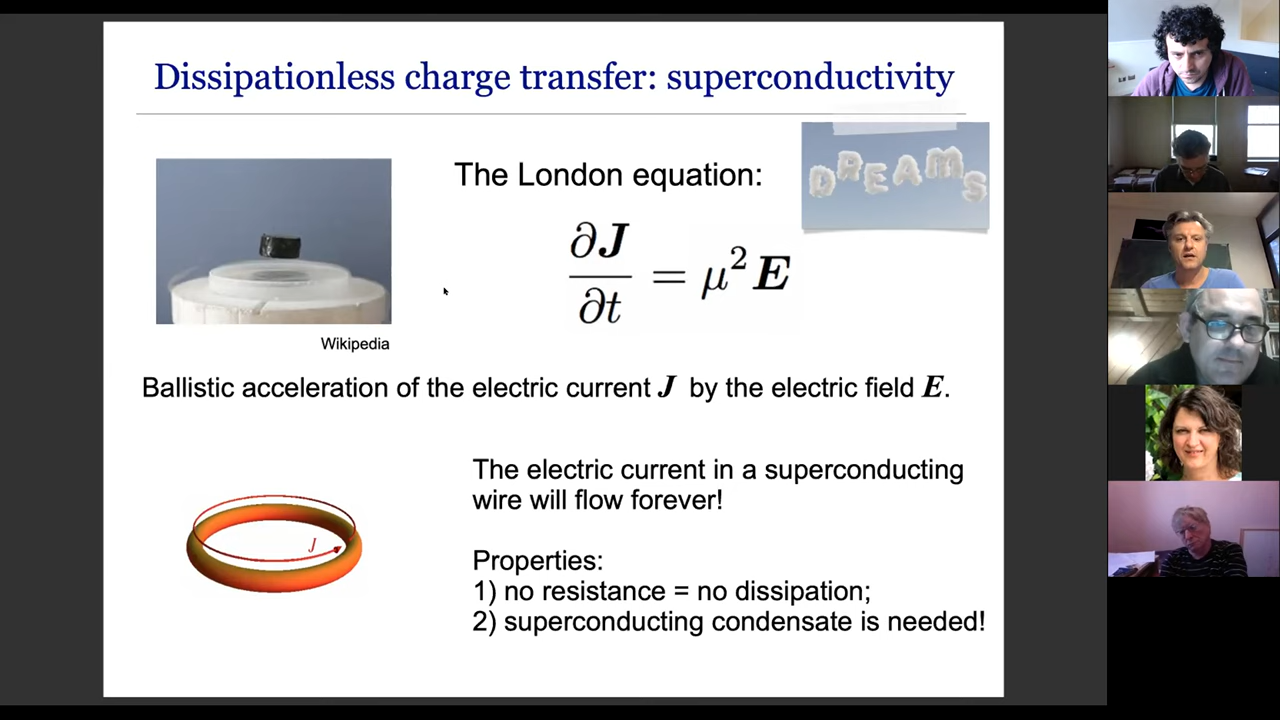 Dissipationless charge transfer: superconductivity
The London equation:
DREAMS
∂J/∂t = μ² E
Wikipedia
Ballistic acceleration of the electric current J by the electric field E.
The electric current in a superconducting
wire will flow forever!
J
Properties:
1) no resistance = no dissipation;
2) superconducting condensate is needed!